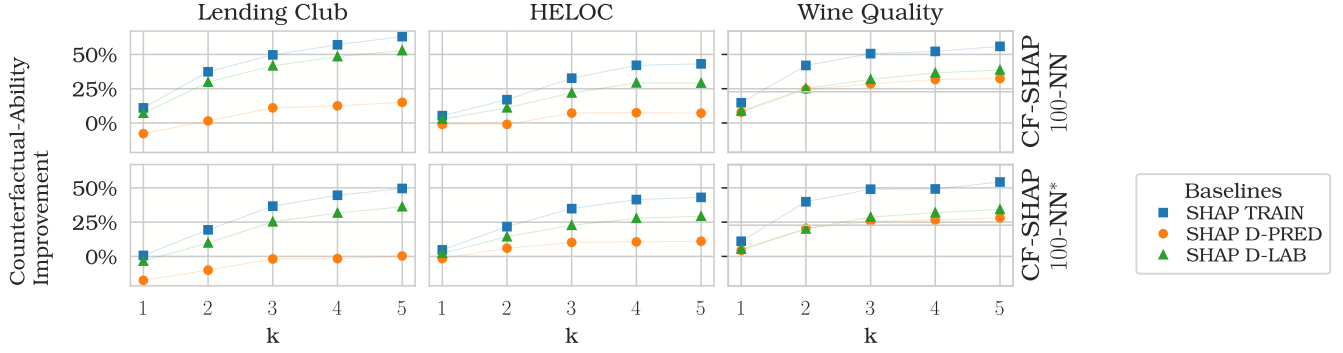 Lending Club
HELOC
Wine Quality
Counterfactual-Ability
Improvement
50%
25%
0%
CF-SHAP
100-NN
50%
25%
0%
CF-SHAP
100-NN*
1 2 3 4 5
1 2 3 4 5
1 2 3 4 5
k
k
k
Baselines
SHAP TRAIN
SHAP D-PRED
SHAP D-LAB